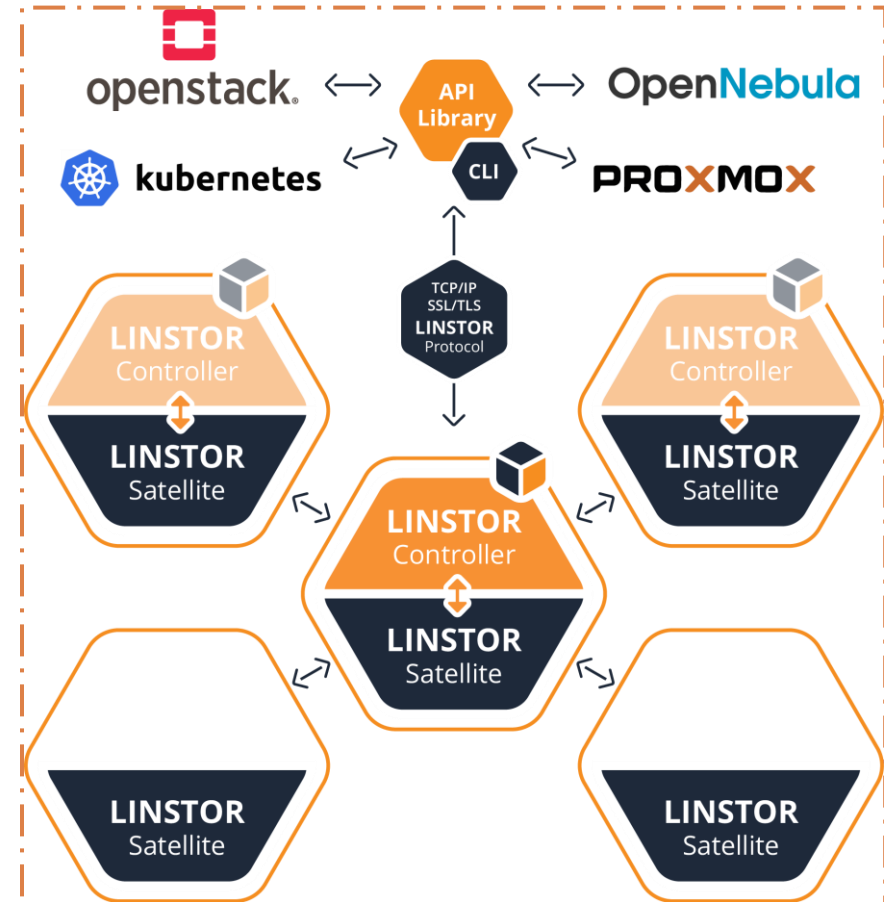 openstack.
API
Library
OpenNebula
kubernetes
CLI
PROXMOX
TCP/IP
SSL/TLS
LINSTOR
Protocol
LINSTOR
Controller
LINSTOR
Satellite
LINSTOR
Controller
LINSTOR
Satellite
LINSTOR
Controller
LINSTOR
Satellite
LINSTOR
Satellite
LINSTOR
Satellite